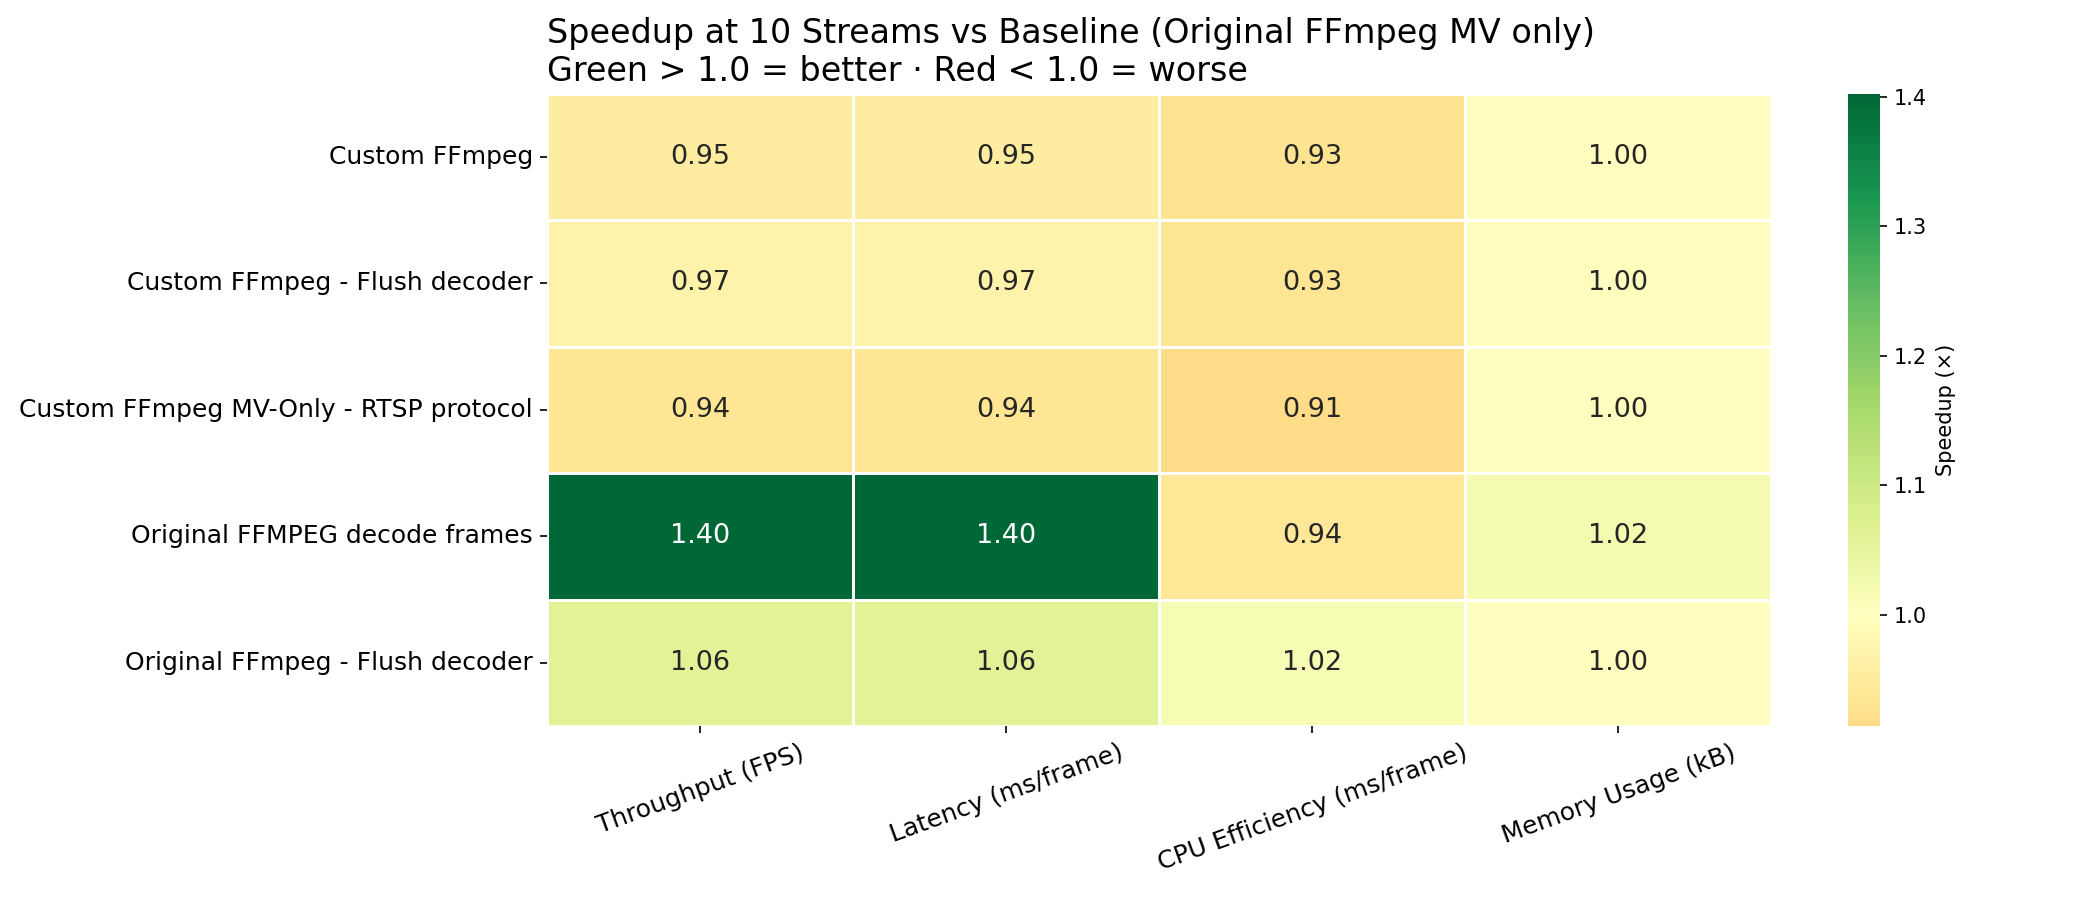 Speedup at 10 Streams vs Baseline (Original FFmpeg MV only)
Green > 1.0 = better · Red < 1.0 = worse
Custom FFmpeg 0.95 0.95 0.93 1.00
Custom FFmpeg - Flush decoder 0.97 0.97 0.93 1.00
Custom FFmpeg MV-Only - RTSP protocol 0.94 0.94 0.91 1.00
Original FFMPEG decode frames 1.40 1.40 0.94 1.02
Original FFmpeg - Flush decoder 1.06 1.06 1.02 1.00
Throughput (FPS)
Latency (ms/frame)
CPU Efficiency (ms/frame)
Memory Usage (kB)
1.4
1.3
1.2
1.1
1.0
Speedup (×)